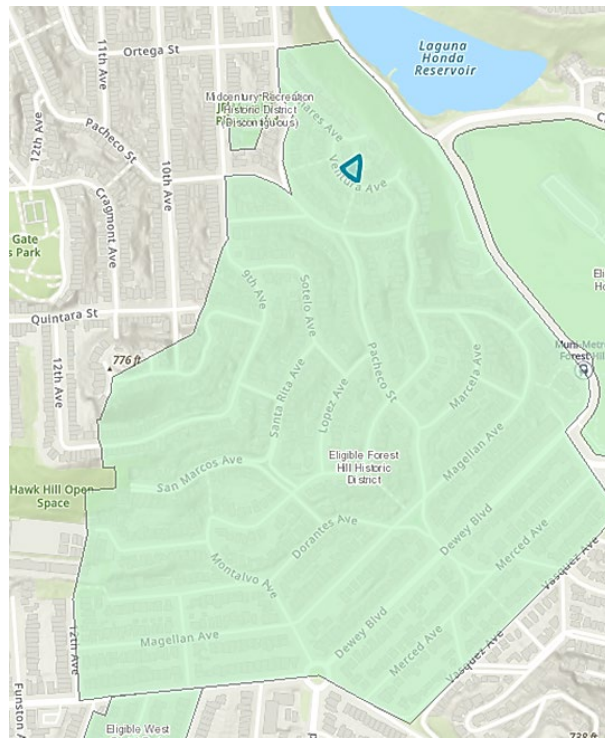 Ortega St
11th Ave
Laguna
Honda
Reservoir
Midcentury Recreation
Historic District
(Discontiguous)
12th Ave
Pacheco St
10th Ave
Ventura Ave
Cragmont Ave
Gate
s Park
9th Ave
Sotelo Ave
Quintara St
12th Ave
776 ft
Pacheco St
Marcela Ave
Muni Metro
Forest Hill
Santa Rita Ave
Lopez Ave
Magellan Ave
Eligible Forest
Hill Historic
District
San Marcos Ave
Hawk Hill Open
Space
Dorantes Ave
Dewey Blvd
Merced Ave
Vasquez Ave
Montalvo Ave
12th Ave
Magellan Ave
Dewey Blvd
Merced Ave
Vasquez Ave
Funston A
Eligible West
738 ft